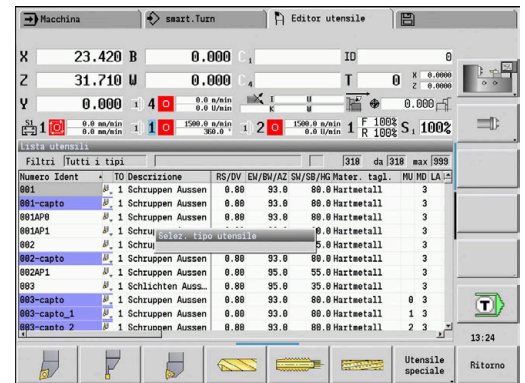 Macchina smart.Turn Editor utensile
X 23.420 B 0.000 C 1 ID 0
Z 31.710 W 0.000 C 4 T 0 X 0.0000 Z 0.0000
Y 0.000 4 0 0.0 m/min 0.0 U/min I U K W 0.000
S1 1 0.0 m/min 0.0 mm/min 1 0 1500.0 m/min 360.0 ° 2 0 1500.0 m/min 0.0 U/min 1 F 100% R 100% S1 100%
Lista utensili
Filtri Tutti i tipi 318 da 318 max 999
Numero Ident TO Descrizione RS/DV EW/BW/AZ SW/SB/HG Mater. tagl. MU MD LA
001 1 Schruppen Aussen 0.80 93.0 80.0 Hartmetall 3
001-capto 1 Schruppen Aussen 0.80 93.0 80.0 Hartmetall 3
001AP0 1 Schruppen Aussen 0.80 93.0 80.0 Hartmetall 3
001AP1 1 Schrup 0.0 Hartmetall 3
Selez. tipo utensile
002 1 Schrup 5.0 Hartmetall 3
002-capto 1 Schruppen Aussen 0.80 93.0 80.0 Hartmetall 3
002AP1 1 Schruppen Aussen 0.80 95.0 55.0 Hartmetall 3
003 1 Schlichten Auss… 0.80 95.0 35.0 Hartmetall 3
003-capto 1 Schruppen Aussen 0.80 93.0 80.0 Hartmetall 0 3
003-capto_1 1 Schruppen Aussen 0.80 93.0 80.0 Hartmetall 1 3
003-capto_2 1 Schruppen Aussen 0.80 93.0 80.0 Hartmetall 2 3
T
13:24
Utensile speciale
Ritorno